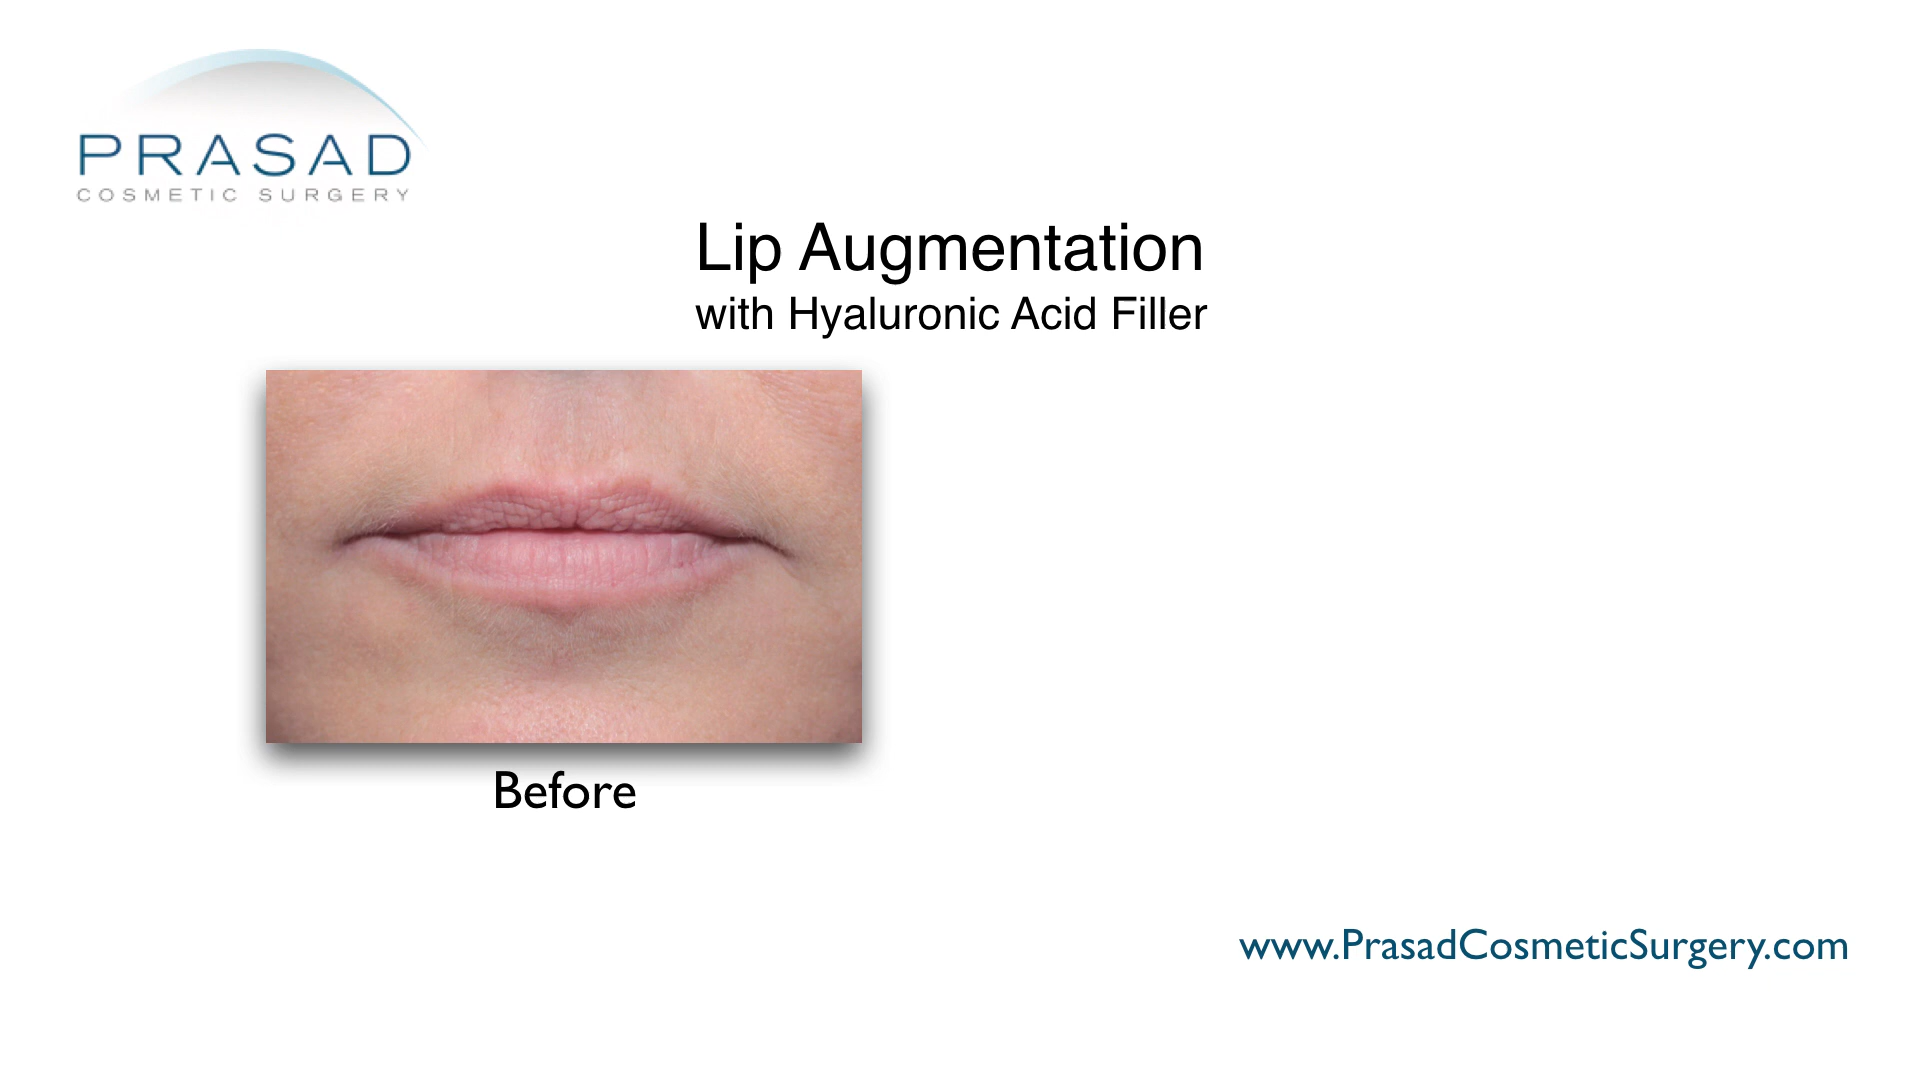 PRASAD
COSMETIC SURGERY
Lip Augmentation
with Hyaluronic Acid Filler
Before
www.PrasadCosmeticSurgery.com